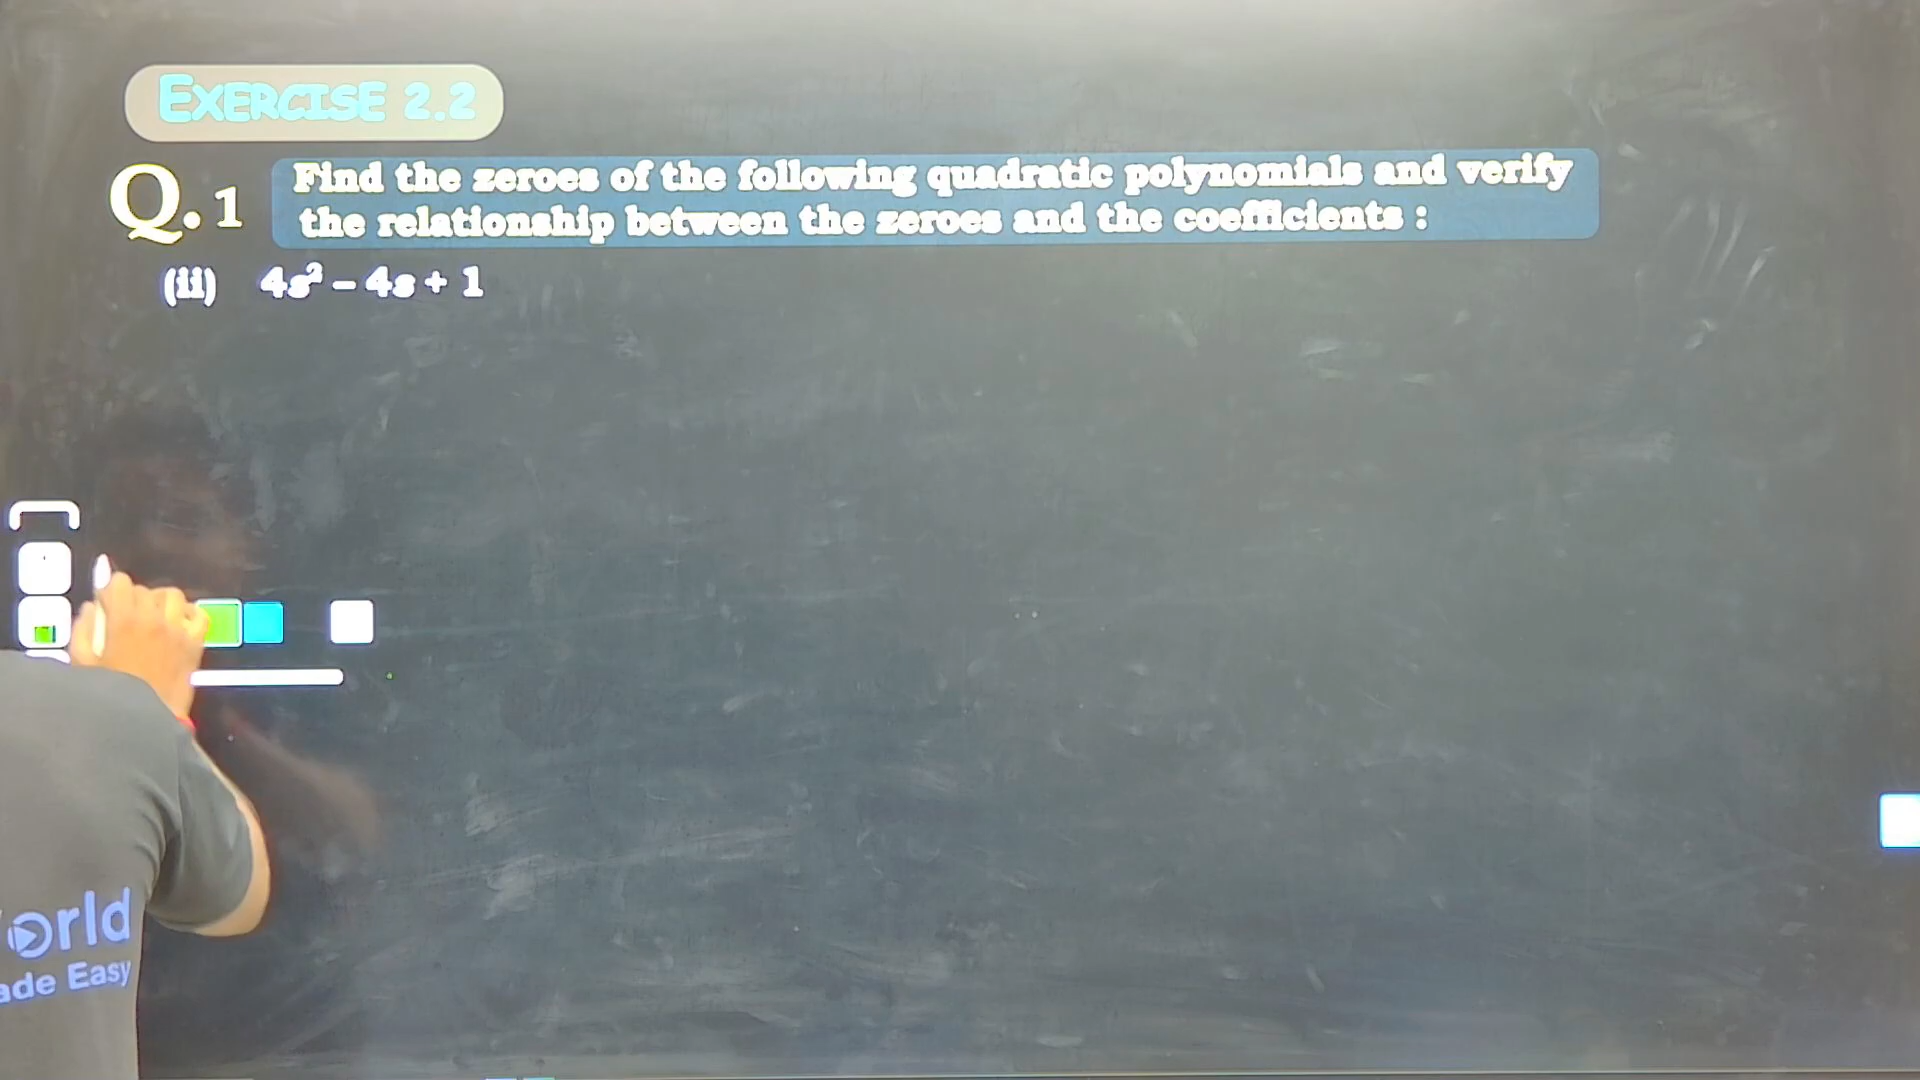 EXERCISE 2.2
Q.1 Find the zeroes of the following quadratic polynomials and verify
the relationship between the zeroes and the coefficients :
(ii) 4s² – 4s + 1
orld
ade Easy